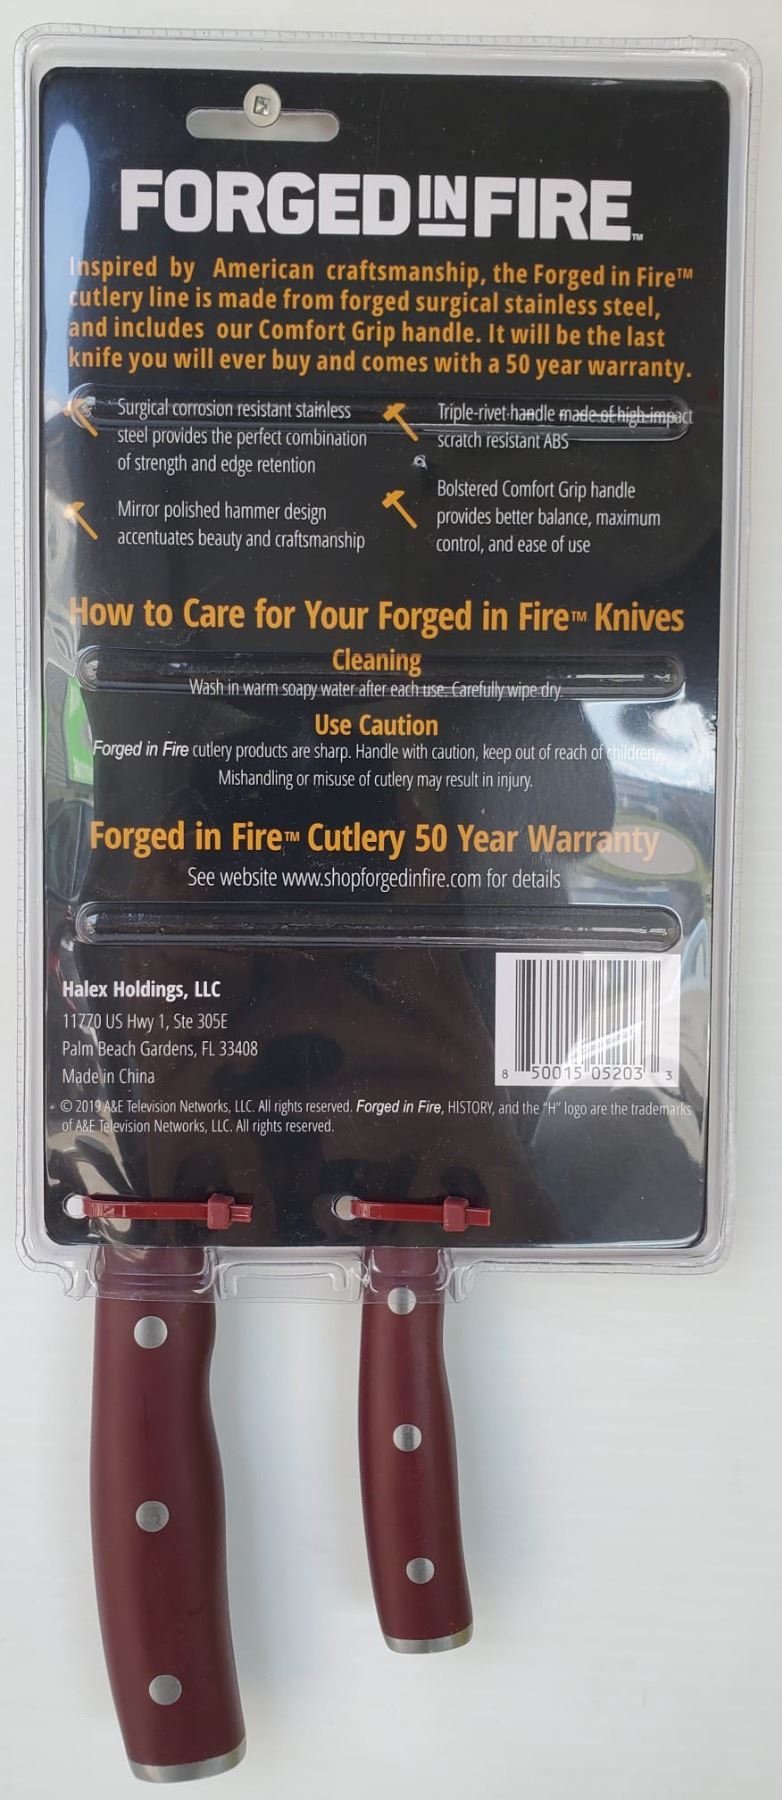 FORGED IN FIRE™
Inspired by American craftsmanship, the Forged in Fire™
cutlery line is made from forged surgical stainless steel,
and includes our Comfort Grip handle. It will be the last
knife you will ever buy and comes with a 50 year warranty.
Surgical corrosion resistant stainless
steel provides the perfect combination
of strength and edge retention
Mirror polished hammer design
accentuates beauty and craftsmanship
Triple-rivet-handle made of high-impact
scratch resistant ABS
Bolstered Comfort Grip handle
provides better balance, maximum
control, and ease of use
How to Care for Your Forged in Fire™ Knives
Cleaning
Wash in warm soapy water after each use. Carefully wipe dry.
Use Caution
Forged in Fire cutlery products are sharp. Handle with caution, keep out of reach of children.
Mishandling or misuse of cutlery may result in injury.
Forged in Fire™ Cutlery 50 Year Warranty
See website www.shopforgedinfire.com for details
Halex Holdings, LLC
11770 US Hwy 1, Ste 305E
Palm Beach Gardens, FL 33408
Made in China
8 50015 05203 3
© 2019 A&E Television Networks, LLC. All rights reserved. Forged in Fire, HISTORY, and the "H" logo are the trademarks
of A&E Television Networks, LLC. All rights reserved.